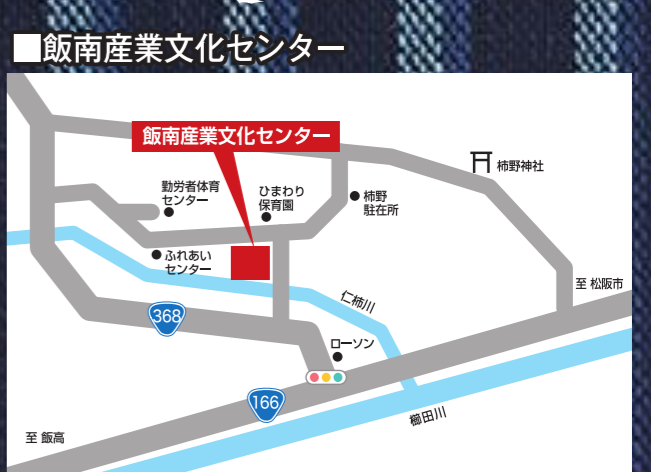 ■飯南産業文化センター
飯南産業文化センター
柿野神社
勤労者体育
センター
ひまわり
保育園
柿野
駐在所
ふれあい
センター
至 松阪市
仁柿川
368
ローソン
166
櫛田川
至 飯高